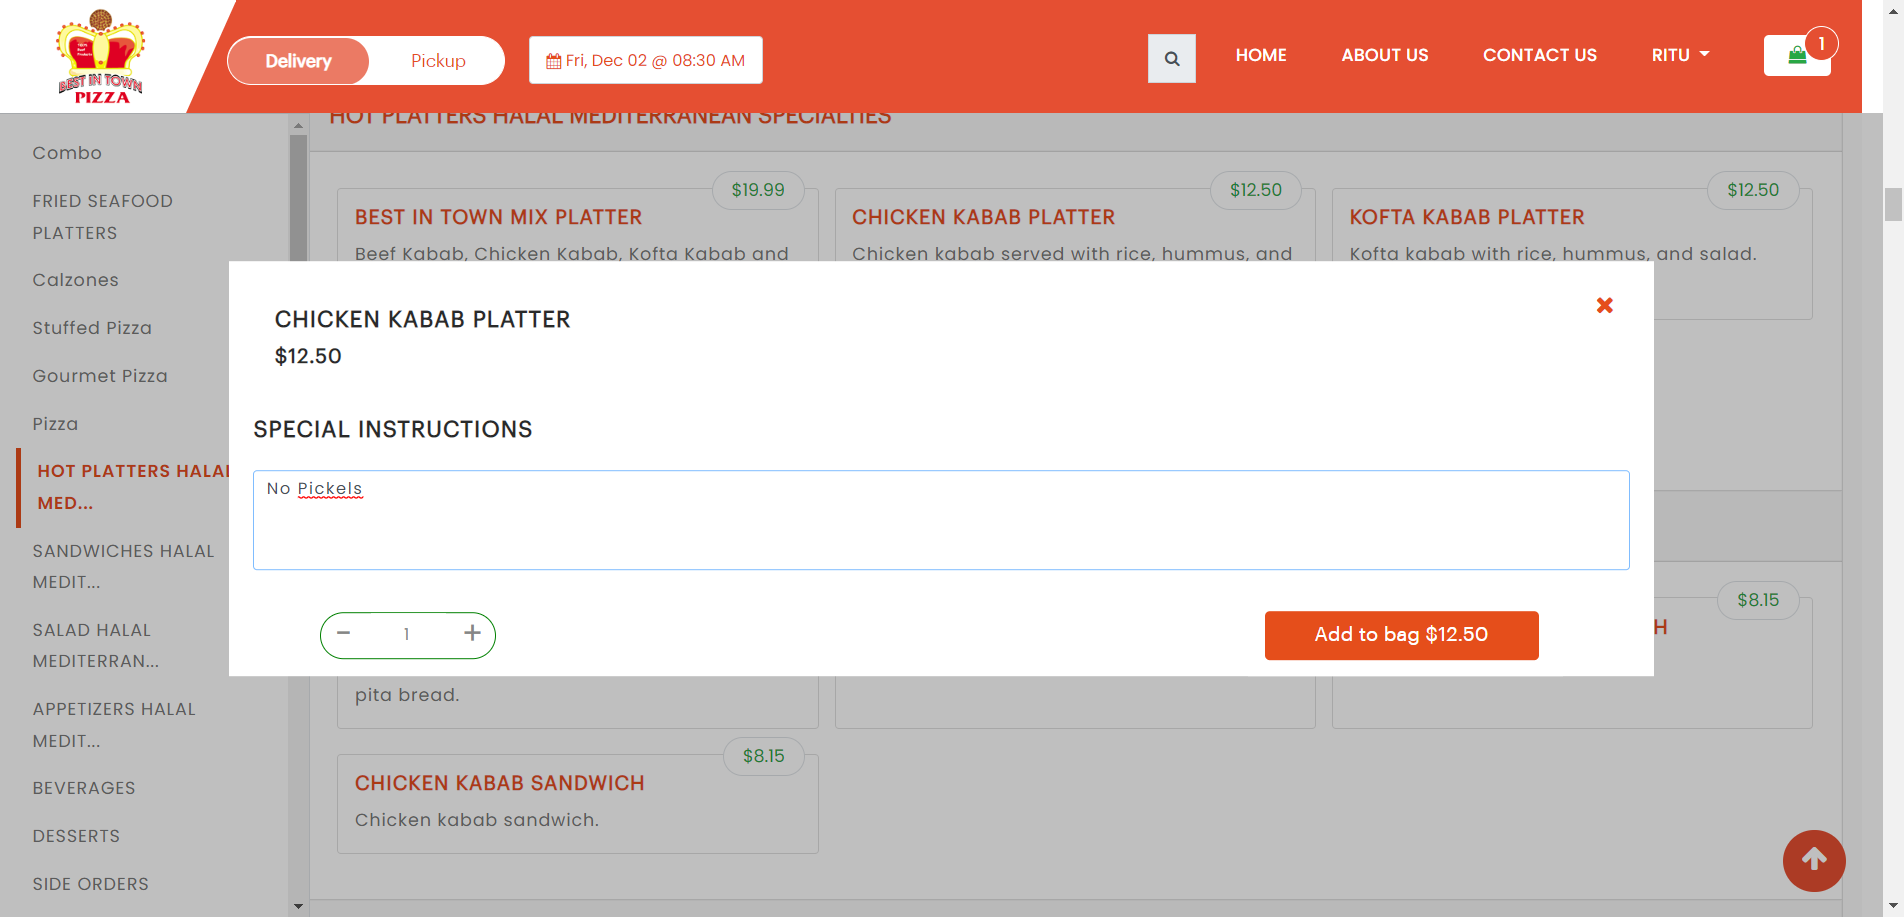 BEST IN TOWN
PIZZA
Delivery
Pickup
Fri, Dec 02 @ 08:30 AM
HOME
ABOUT US
CONTACT US
RITU
1
Combo
FRIED SEAFOOD
PLATTERS
Calzones
Stuffed Pizza
Gourmet Pizza
Pizza
HOT PLATTERS HALAL
MED...
SANDWICHES HALAL
MEDIT...
SALAD HALAL
MEDITERRAN...
APPETIZERS HALAL
MEDIT...
BEVERAGES
DESSERTS
SIDE ORDERS
HOT PLATTERS HALAL MEDITERRANEAN SPECIALTIES
$19.99
BEST IN TOWN MIX PLATTER
Beef Kabab, Chicken Kabab, Kofta Kabab and
$12.50
CHICKEN KABAB PLATTER
Chicken kabab served with rice, hummus, and
$12.50
KOFTA KABAB PLATTER
Kofta kabab with rice, hummus, and salad.
CHICKEN KABAB PLATTER
$12.50
SPECIAL INSTRUCTIONS
No Pickels
1
Add to bag $12.50
$8.15
H
pita bread.
$8.15
CHICKEN KABAB SANDWICH
Chicken kabab sandwich.